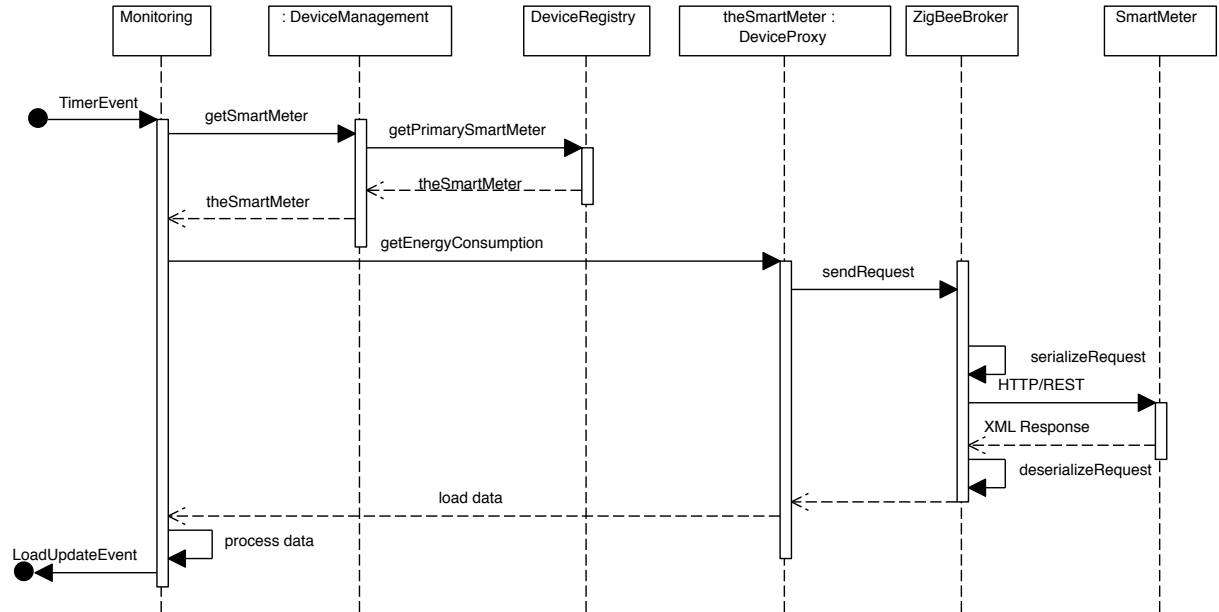 Monitoring
: DeviceManagement
DeviceRegistry
theSmartMeter :
DeviceProxy
ZigBeeBroker
SmartMeter
TimerEvent
getSmartMeter
getPrimarySmartMeter
theSmartMeter
theSmartMeter
getEnergyConsumption
sendRequest
serializeRequest
HTTP/REST
XML Response
deserializeRequest
load data
process data
LoadUpdateEvent